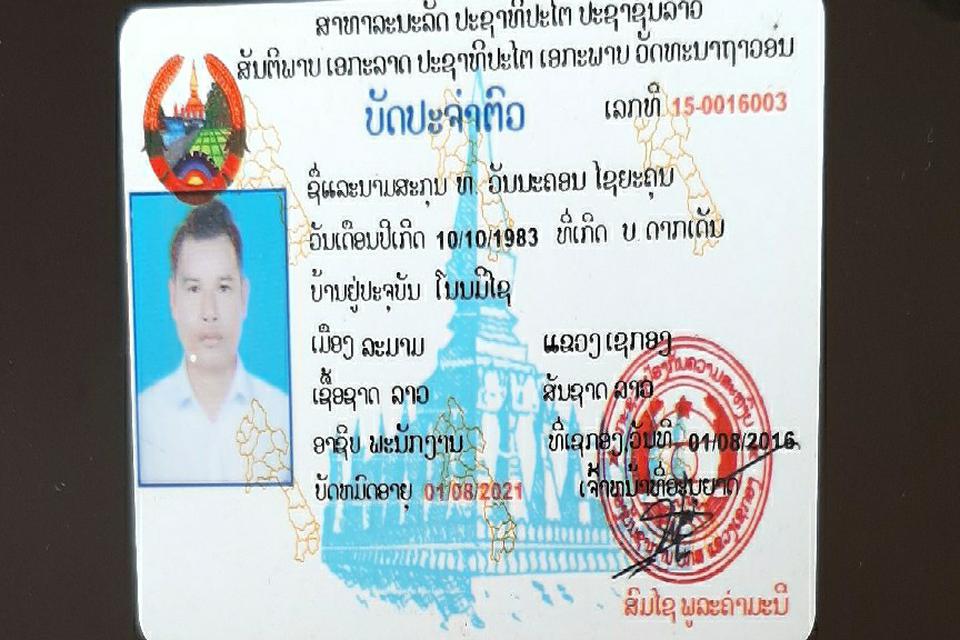 ສາທາລະນະລັດ ປະຊາທິປະໄຕ ປະຊາຊົນລາວ
ສັນຕິພາບ ເອກະລາດ ປະຊາທິປະໄຕ ເອກະພາບ ວັດທະນາຖາວອນ
ບັດປະຈຳຕົວ ເລກທີ 15-0016003
ຊື່ແລະນາມສະກຸນ ທ. ວັນນະຄອນ ໄຊຍະຄຸນ
ວັນເດືອນປີເກີດ 10/10/1983 ທີ່ເກີດ ບ. ດາກເດັນ
ບ້ານຢູ່ປະຈຸບັນ ໂນນມີໄຊ
ເມືອງ ລະມາມ ແຂວງ ເຊກອງ
ເຊື້ອຊາດ ລາວ ສັນຊາດ ລາວ
ອາຊີບ ພະນັກງານ ທີ່ເຊກອງ/ວັນທີ 01/08/2016
ບັດຫມົດອາຍຸ 01/08/2021 ເຈົ້າຫນ້າທີ່ອະນຸຍາດ
ສົມໄຊ ພູລະຄຳມະນີ